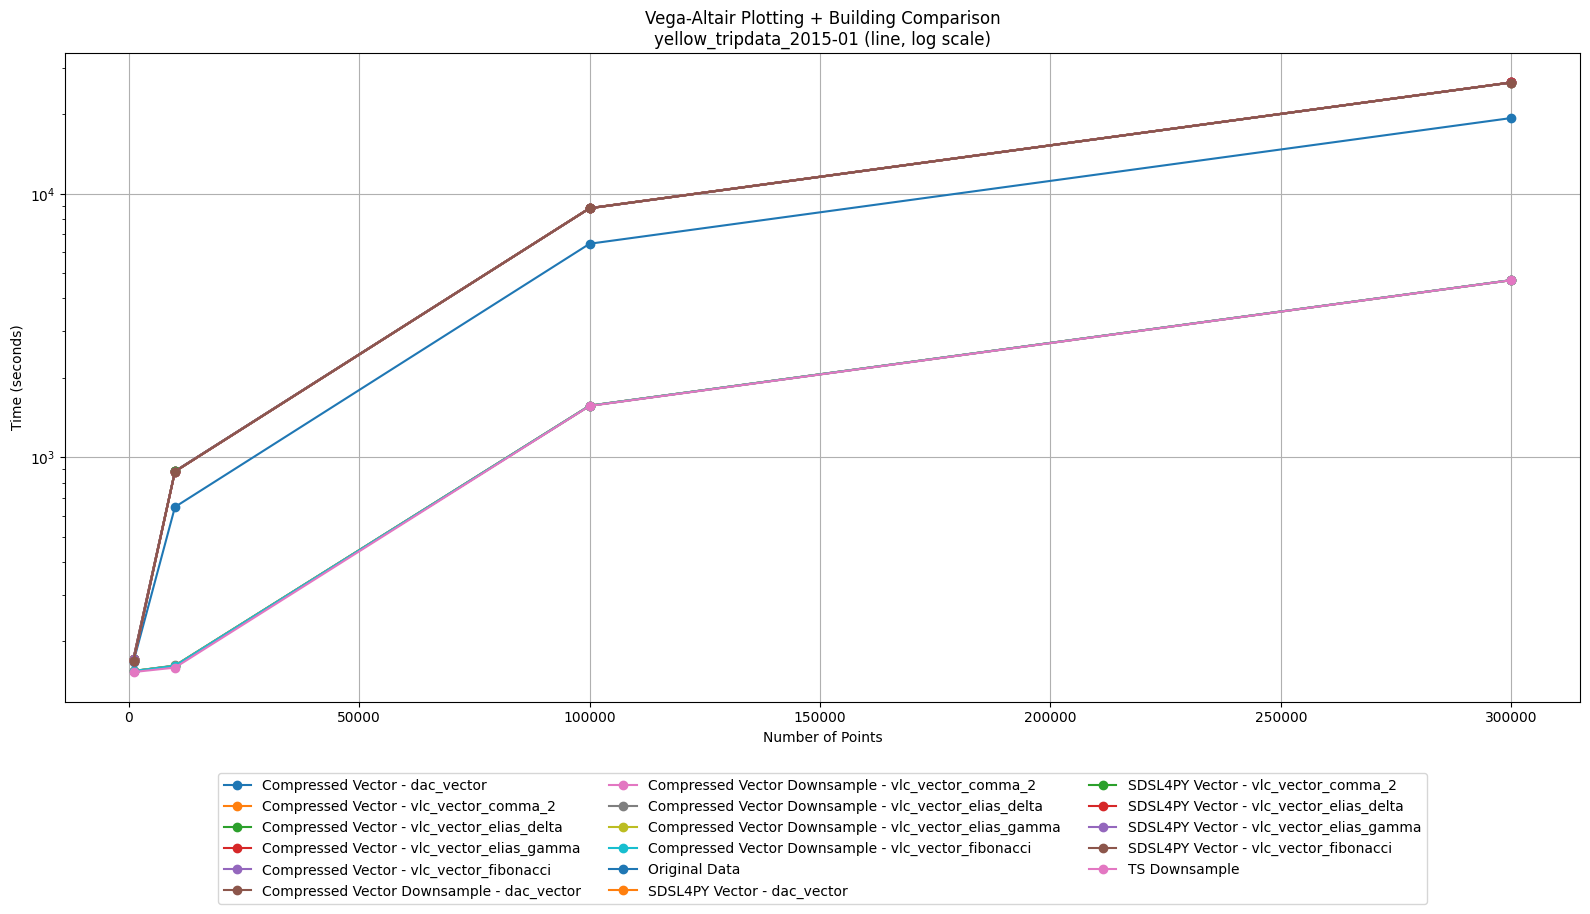 Vega-Altair Plotting + Building Comparison
yellow_tripdata_2015-01 (line, log scale)
Time (seconds)
10^4
10^3
0 50000 100000 150000 200000 250000 300000
Number of Points
Compressed Vector - dac_vector
Compressed Vector - vlc_vector_comma_2
Compressed Vector - vlc_vector_elias_delta
Compressed Vector - vlc_vector_elias_gamma
Compressed Vector - vlc_vector_fibonacci
Compressed Vector Downsample - dac_vector
Compressed Vector Downsample - vlc_vector_comma_2
Compressed Vector Downsample - vlc_vector_elias_delta
Compressed Vector Downsample - vlc_vector_elias_gamma
Compressed Vector Downsample - vlc_vector_fibonacci
Original Data
SDSL4PY Vector - dac_vector
SDSL4PY Vector - vlc_vector_comma_2
SDSL4PY Vector - vlc_vector_elias_delta
SDSL4PY Vector - vlc_vector_elias_gamma
SDSL4PY Vector - vlc_vector_fibonacci
TS Downsample